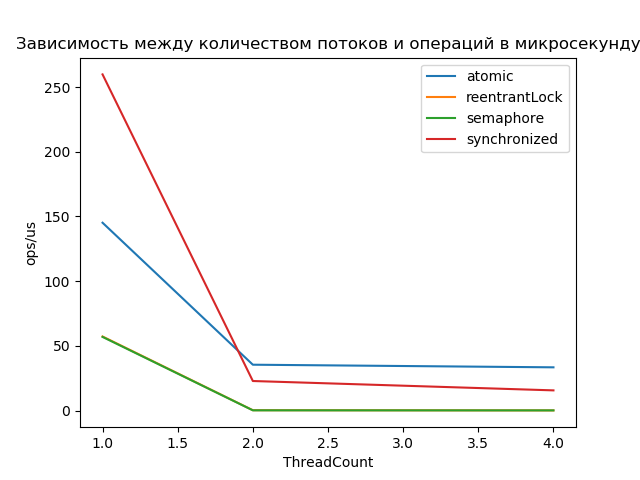 Зависимость между количеством потоков и операций в микросекунду
atomic
reentrantLock
semaphore
synchronized
ops/us
250
200
150
100
50
0
1.0 1.5 2.0 2.5 3.0 3.5 4.0
ThreadCount